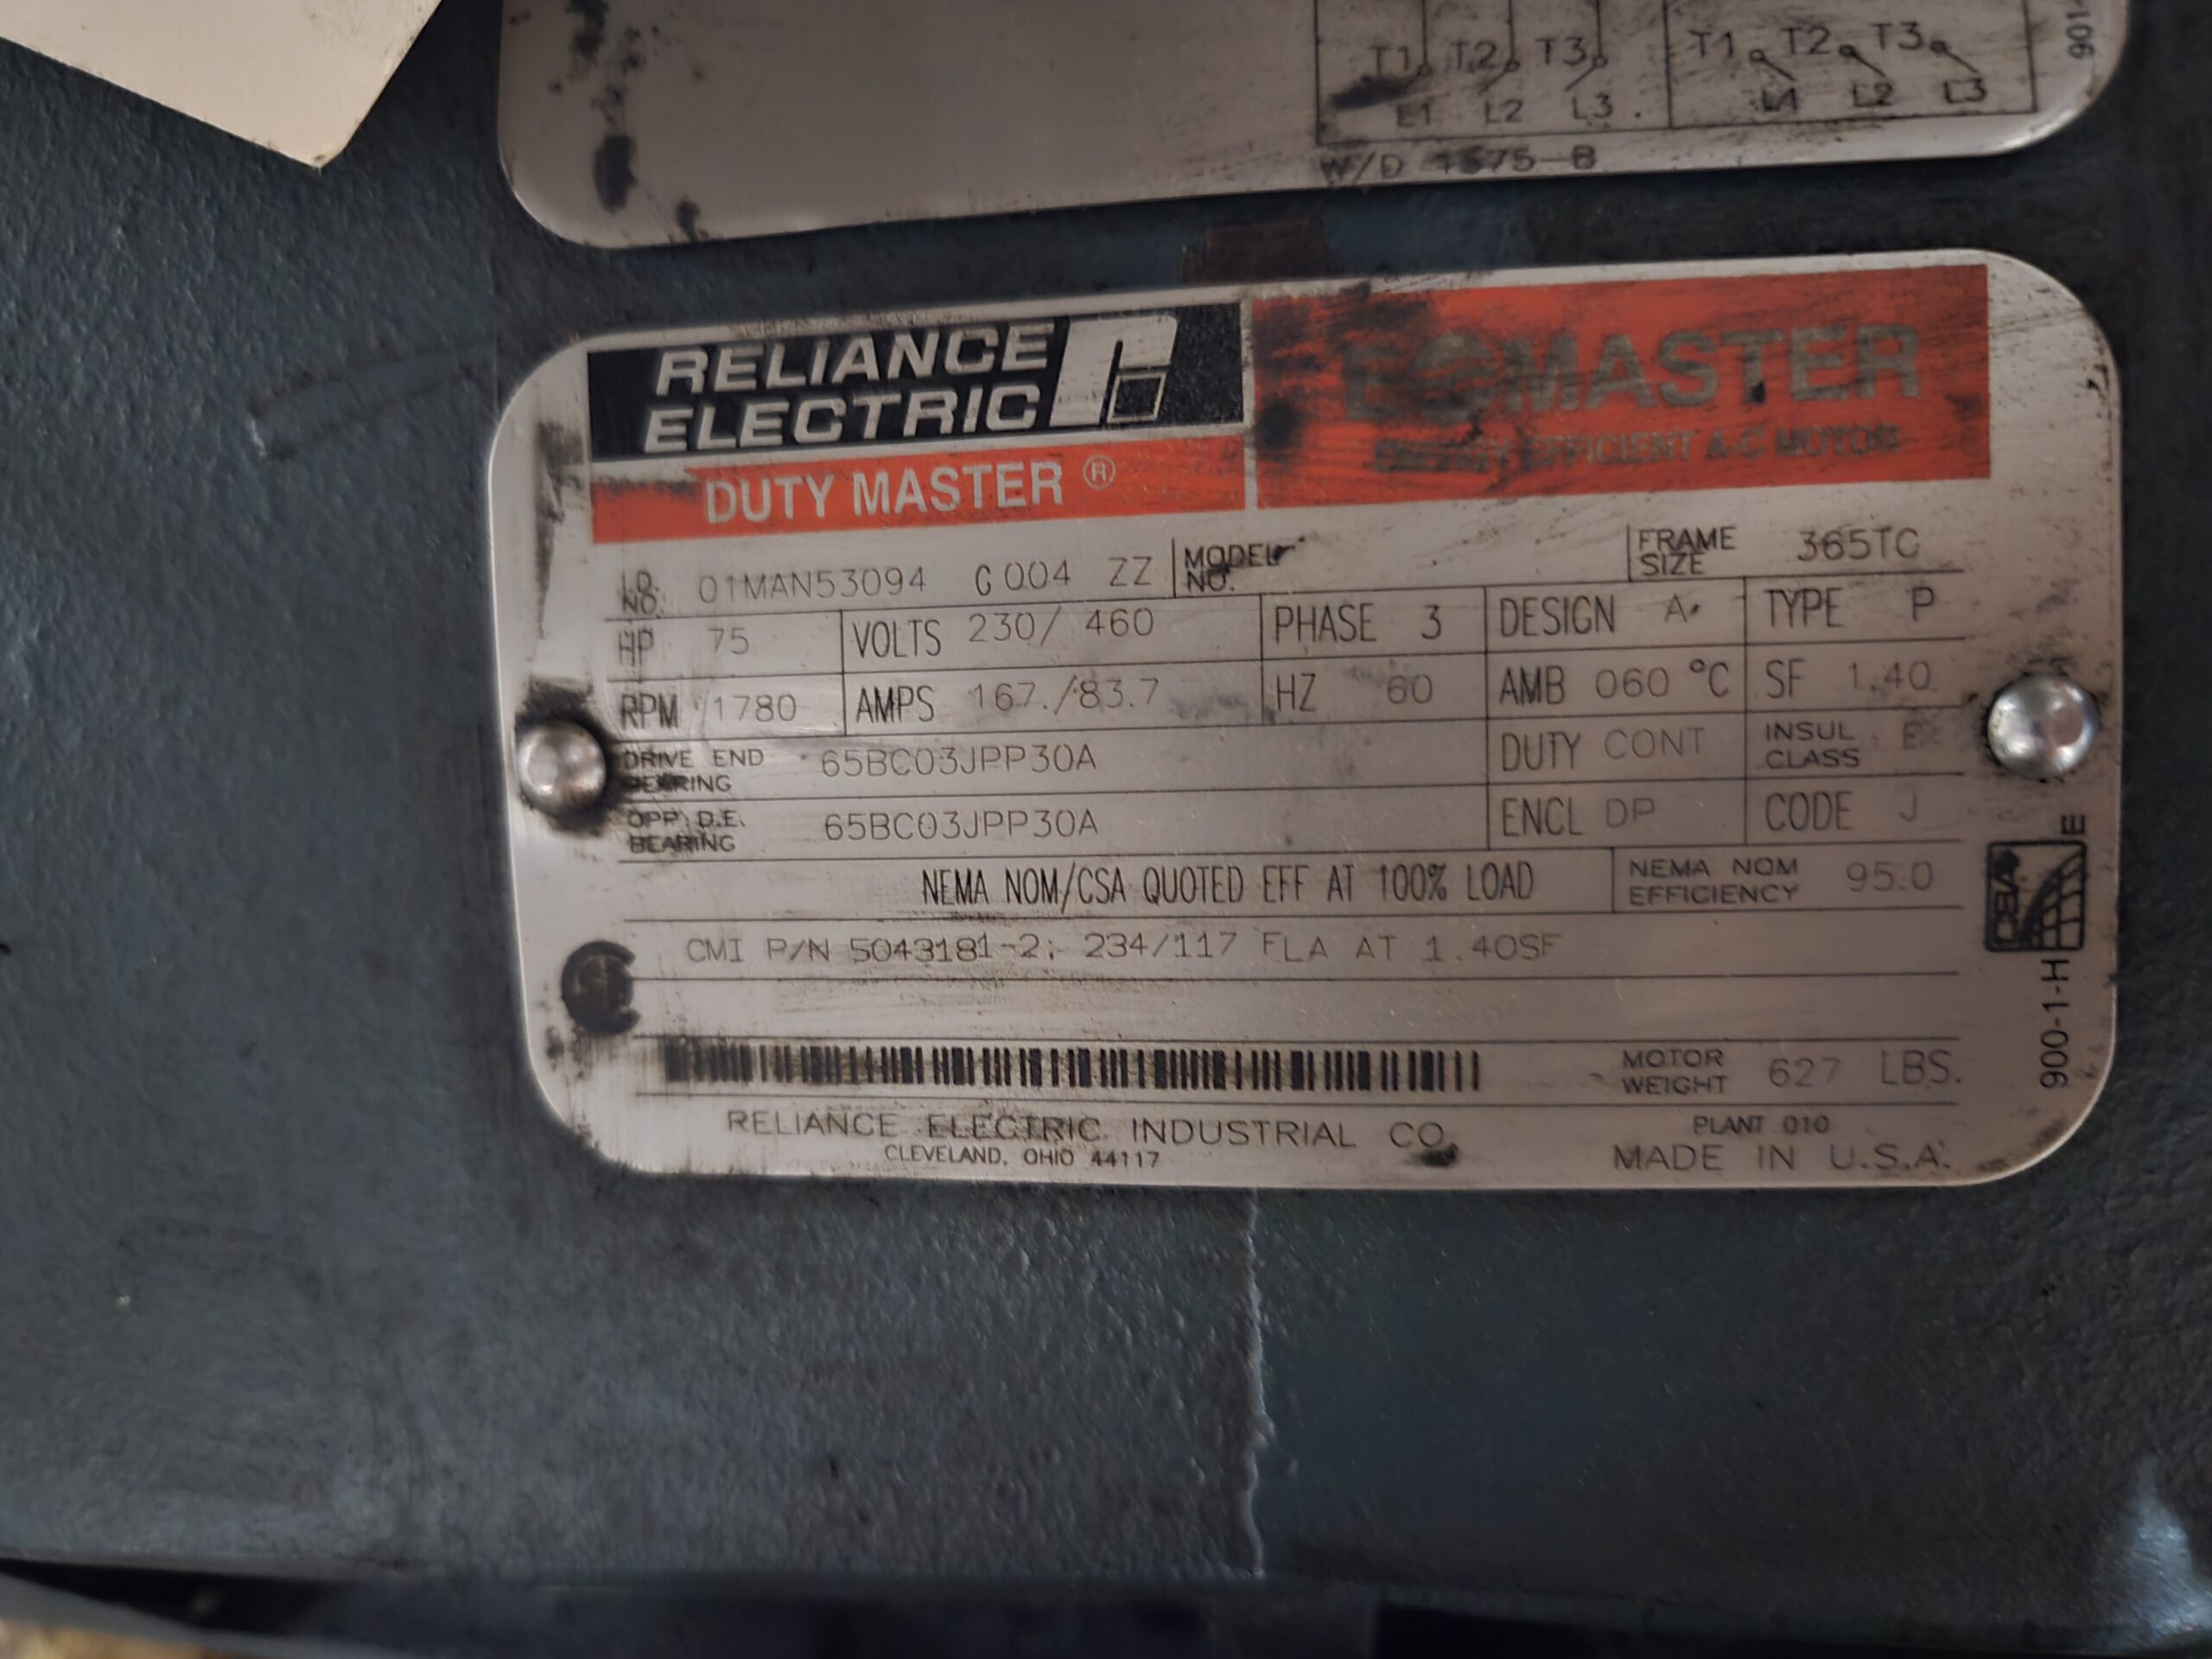 T1 T2 T3 T1 T2 T3
L1 L2 L3 L1 L2 L3
W/D 1575-B
901-
RELIANCE
ELECTRIC
MASTER
ENERGY EFFICIENT A-C MOTOR
DUTY MASTER ®
I.D. NO. 01MAN53094 G004 ZZ MODEL NO. FRAME SIZE 365TC
HP 75 VOLTS 230/ 460 PHASE 3 DESIGN A TYPE P
RPM 1780 AMPS 167./83.7 HZ 60 AMB 060 °C SF 1.40
DRIVE END BEARING 65BC03JPP30A DUTY CONT INSUL CLASS
OPP. D.E. BEARING 65BC03JPP30A ENCL DP CODE J
NEMA NOM/CSA QUOTED EFF AT 100% LOAD NEMA NOM EFFICIENCY 95.0
CMI P/N 5043181-2; 234/117 FLA AT 1.40SF
MOTOR WEIGHT 627 LBS.
RELIANCE ELECTRIC INDUSTRIAL CO.
CLEVELAND, OHIO 44117
PLANT 010
MADE IN U.S.A.
E
900-1-H